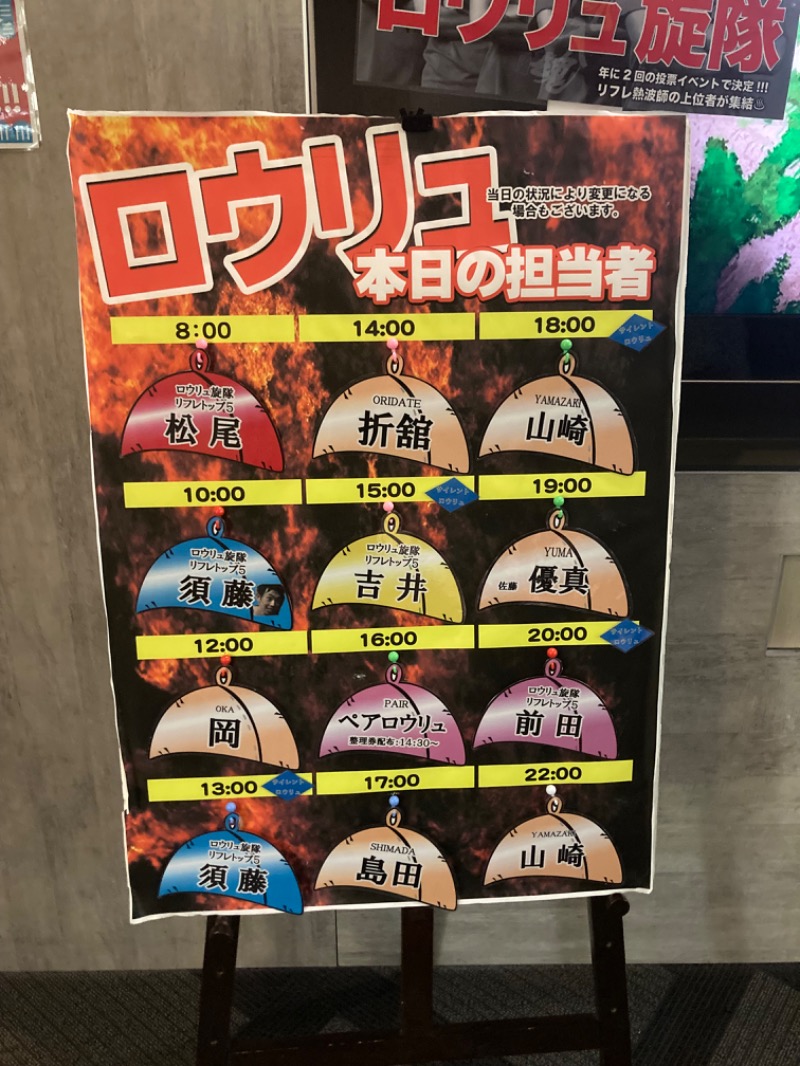 ロウリュ旋隊
年に2回の投票イベントで決定!!!
リフレ熱波師の上位者が集結♨
ロウリュ
当日の状況により変更になる
場合もございます。
本日の担当者
8:00
ロウリュ旋隊
リフレトップ5
松尾
14:00
ORIDATE
折舘
18:00
サイレント
ロウリュ
YAMAZAKI
山崎
10:00
ロウリュ旋隊
リフレトップ5
須藤
15:00
サイレント
ロウリュ
ロウリュ旋隊
リフレトップ5
吉井
19:00
YUMA
佐藤 優真
12:00
OKA
岡
16:00
PAIR
ペアロウリュ
整理券配布:14:30~
20:00
サイレント
ロウリュ
ロウリュ旋隊
リフレトップ5
前田
13:00
サイレント
ロウリュ
ロウリュ旋隊
リフレトップ5
須藤
17:00
SHIMADA
島田
22:00
YAMAZAKI
山崎